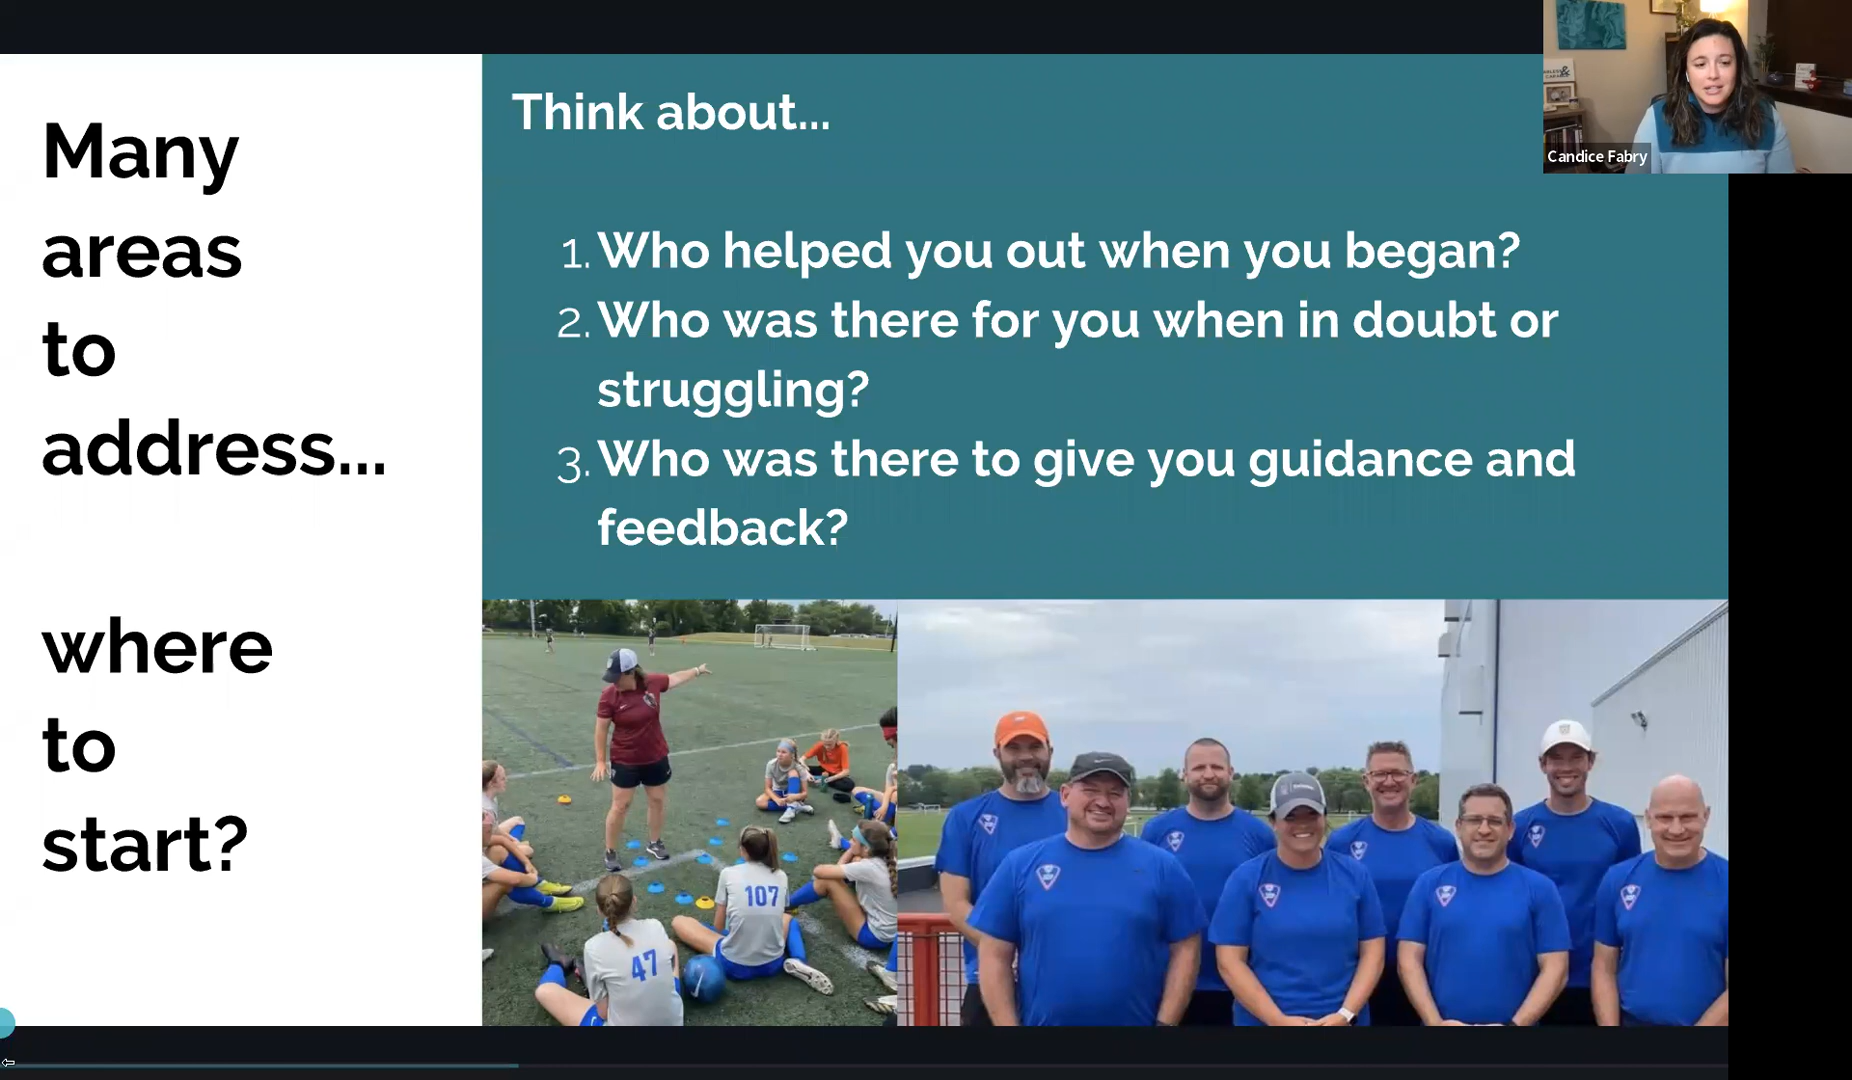 Many
areas
to
address...
where
to
start?
Think about...
1. Who helped you out when you began?
2. Who was there for you when in doubt or
struggling?
3. Who was there to give you guidance and
feedback?
Candice Fabry
107
47